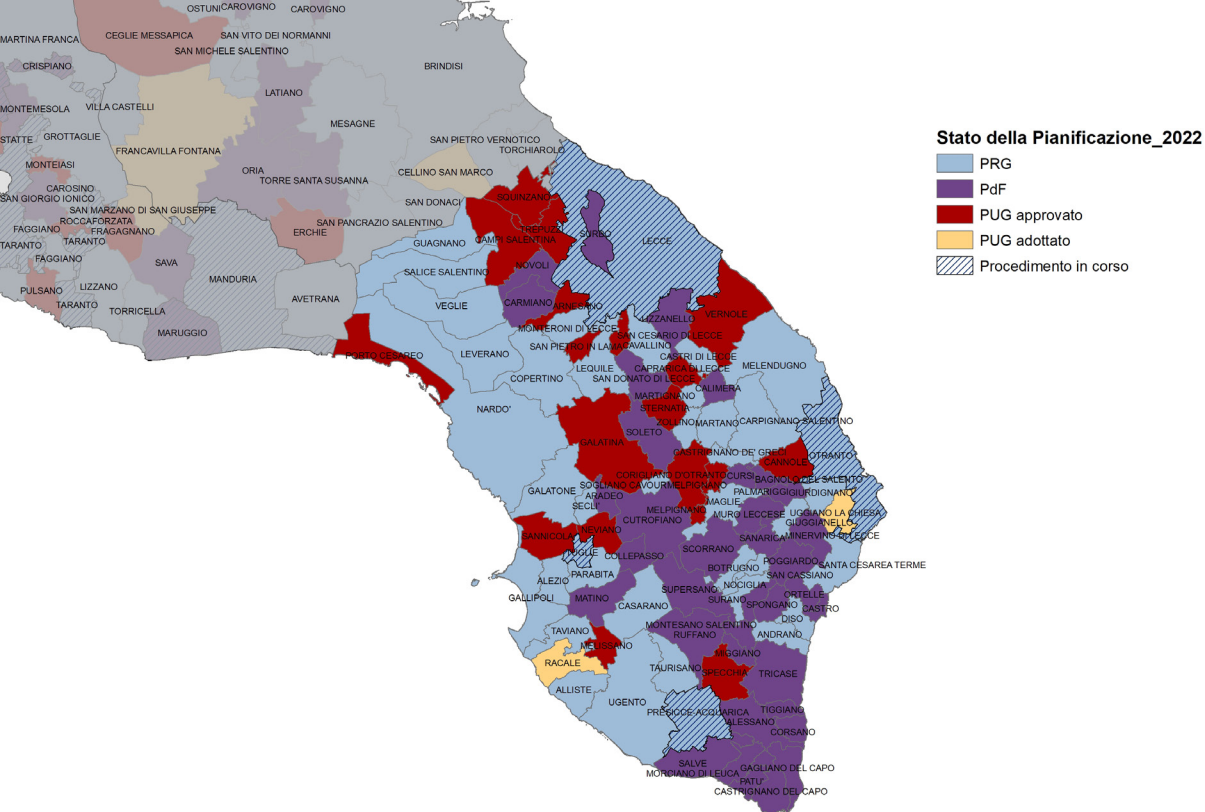 OSTUNI
CAROVIGNO
CAROVIGNO
MARTINA FRANCA
CEGLIE MESSAPICA
SAN VITO DEI NORMANNI
SAN MICHELE SALENTINO
CRISPIANO
BRINDISI
LATIANO
MONTEMESOLA
VILLA CASTELLI
MESAGNE
Stato della Pianificazione_2022
STATTE
GROTTAGLIE
SAN PIETRO VERNOTICO
FRANCAVILLA FONTANA
TORCHIAROLO
PRG
MONTEIASI
ORIA
CELLINO SAN MARCO
TORRE SANTA SUSANNA
PdF
CAROSINO
SAN GIORGIO IONICO
SQUINZANO
SAN DONACI
SAN MARZANO DI SAN GIUSEPPE
PUG approvato
ROCCAFORZATA
SAN PANCRAZIO SALENTINO
FAGGIANO
FRAGAGNANO
ERCHIE
TREPUZZI
SURBO
TARANTO
TARANTO
GUAGNANO
CAMPI SALENTINA
LECCE
PUG adottato
FAGGIANO
SAVA
NOVOLI
Procedimento in corso
SALICE SALENTINO
MANDURIA
PULSANO
LIZZANO
AVETRANA
CARMIANO
TARANTO
TORRICELLA
VEGLIE
ARNESANO
MARUGGIO
LIZZANELLO
VERNOLE
MONTERONI DI LECCE
SAN CESARIO DI LECCE
SAN PIETRO IN LAMA
CAVALLINO
PORTO CESAREO
LEVERANO
CASTRI DI LECCE
LEQUILE
CAPRARICA DI LECCE
MELENDUGNO
COPERTINO
SAN DONATO DI LECCE
CALIMERA
MARTIGNANO
NARDO'
STERNATIA
ZOLLINO
MARTANO
CARPIGNANO SALENTINO
SOLETO
GALATINA
CASTRIGNANO DE' GRECI
OTRANTO
CANNOLE
CORIGLIANO D'OTRANTO
CURSI
BAGNOLO DEL SALENTO
SOGLIANO CAVOUR
MELPIGNANO
GALATONE
ARADEO
PALMARIGGI
GIURDIGNANO
SECLI'
MAGLIE
MELPIGNANO
CUTROFIANO
MURO LECCESE
UGGIANO LA CHIESA
GIUGGIANELLO
SANNICOLA
NEVIANO
SANARICA
MINERVINO DI LECCE
TUGLIE
COLLEPASSO
SCORRANO
POGGIARDO
SANTA CESAREA TERME
BOTRUGNO
ALEZIO
PARABITA
SAN CASSIANO
NOCIGLIA
SUPERSANO
GALLIPOLI
MATINO
SURANO
ORTELLE
CASARANO
SPONGANO
CASTRO
DISO
MONTESANO SALENTINO
TAVIANO
RUFFANO
ANDRANO
MELISSANO
MIGGIANO
RACALE
TAURISANO
SPECCHIA
TRICASE
ALLISTE
UGENTO
PRESICCE-ACQUARICA
TIGGIANO
ALESSANO
CORSANO
SALVE
MORCIANO DI LEUCA
GAGLIANO DEL CAPO
PATU'
CASTRIGNANO DEL CAPO